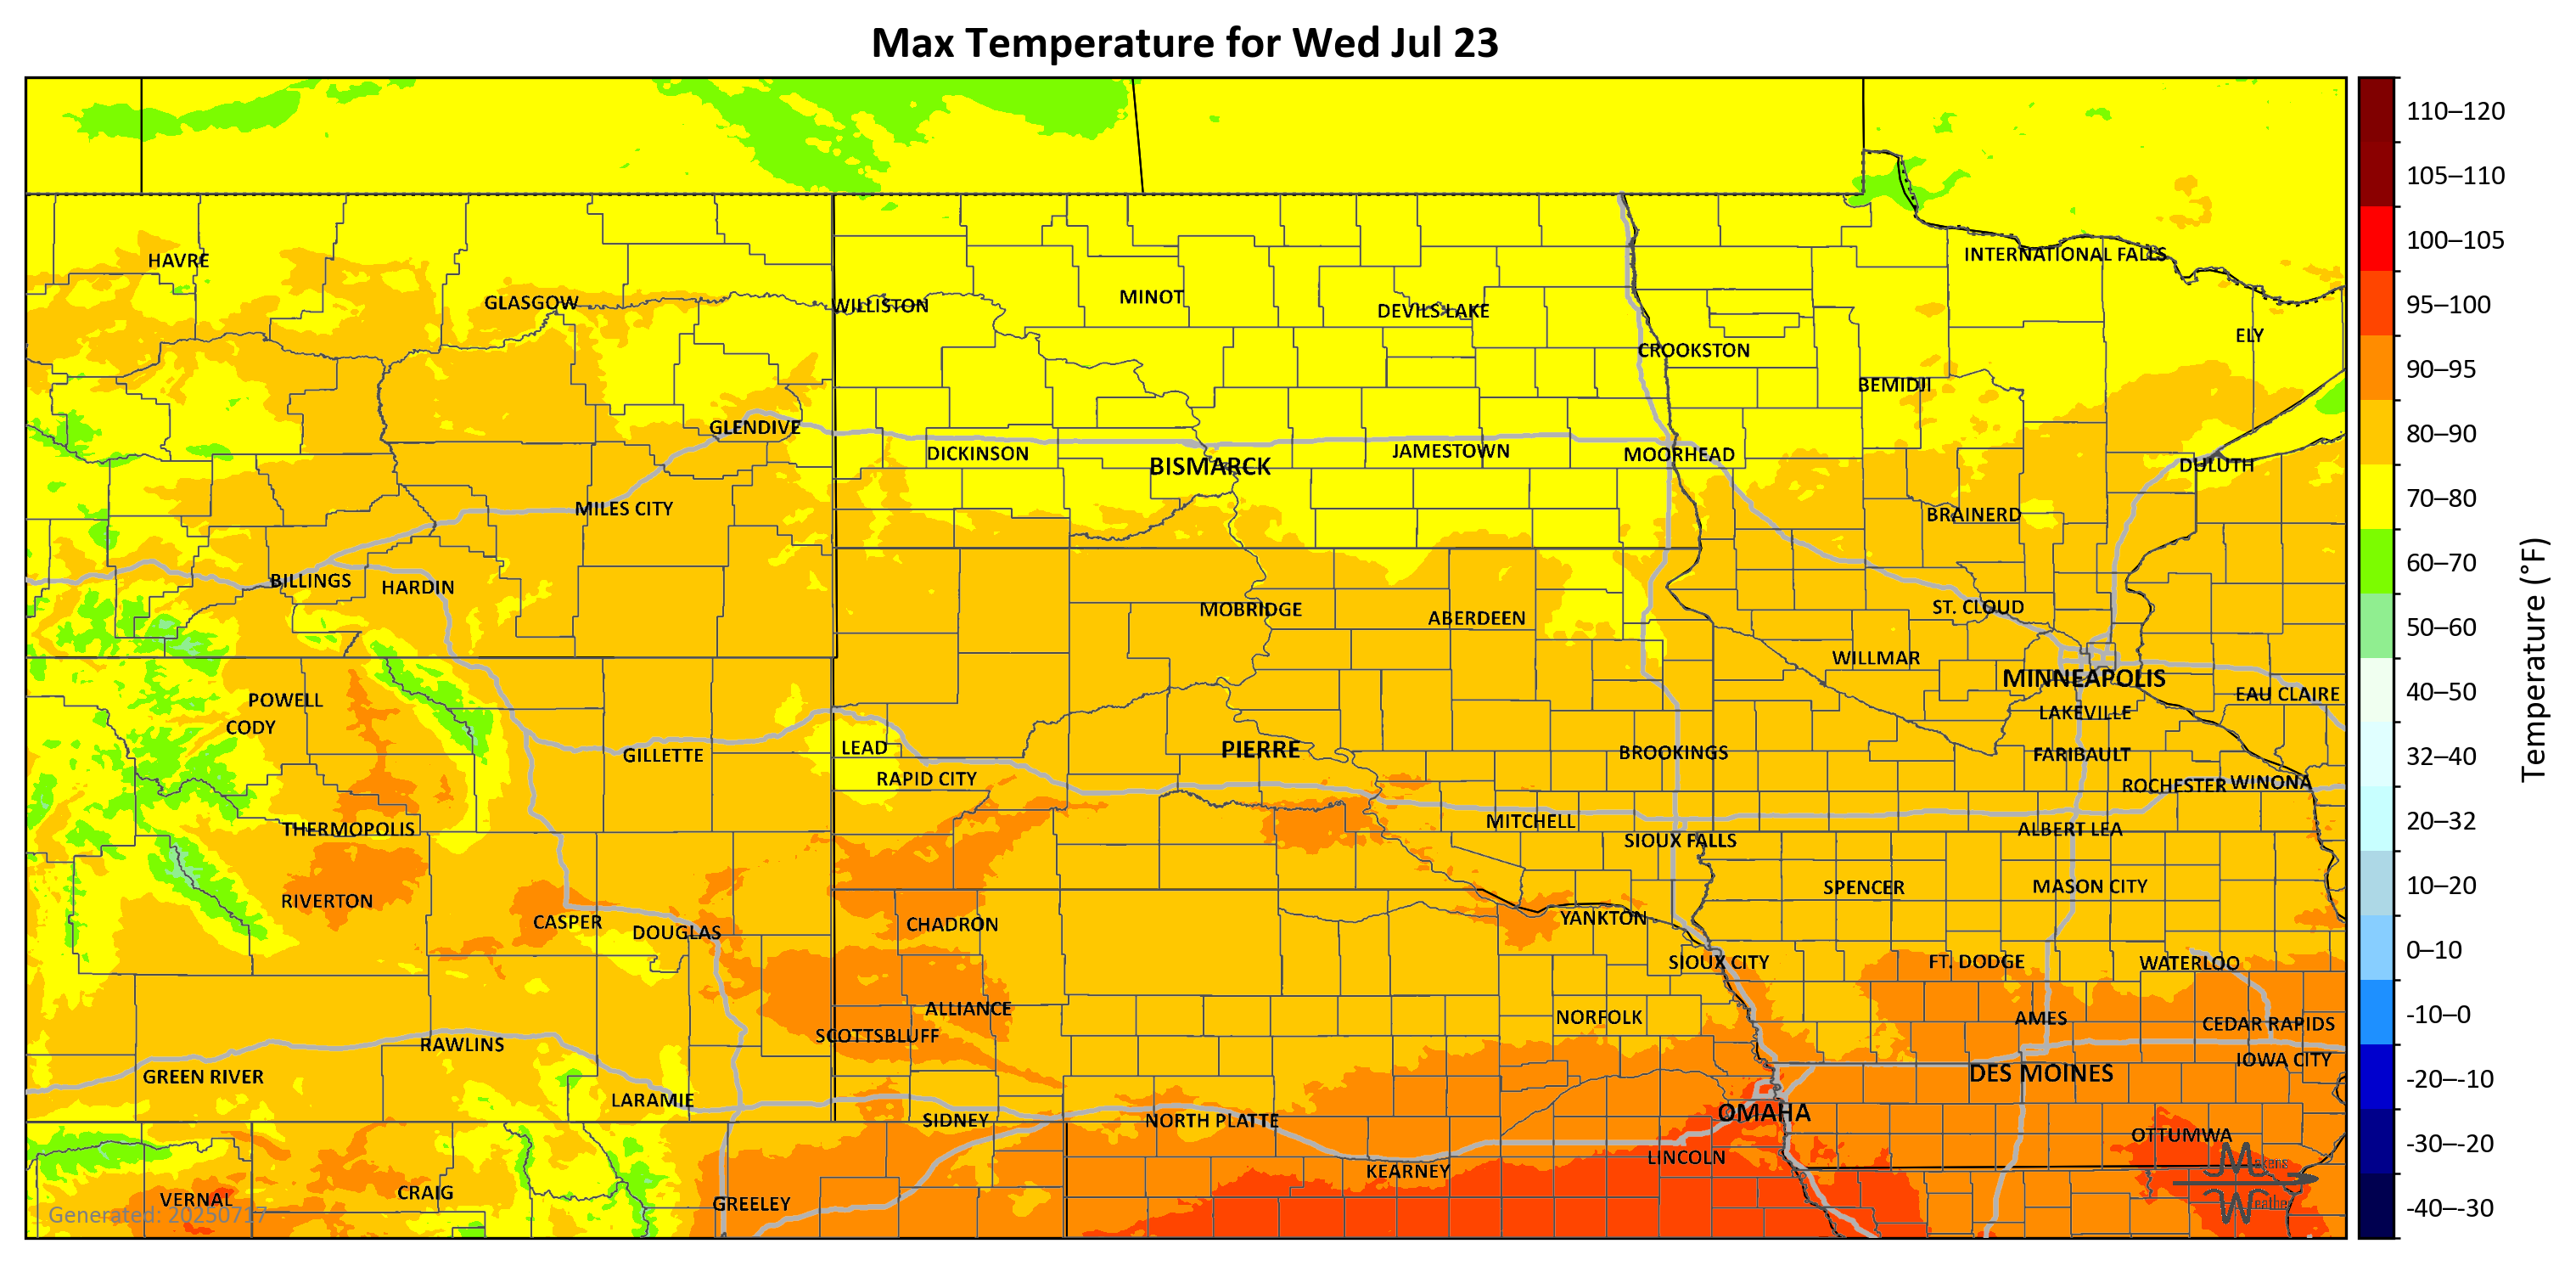 Max Temperature for Wed Jul 23
HAVRE
INTERNATIONAL FALLS
GLASGOW
WILLISTON
MINOT
DEVILS LAKE
ELY
CROOKSTON
BEMIDJI
GLENDIVE
DICKINSON
BISMARCK
JAMESTOWN
MOORHEAD
DULUTH
MILES CITY
BRAINERD
BILLINGS
HARDIN
MOBRIDGE
ABERDEEN
ST. CLOUD
WILLMAR
MINNEAPOLIS
EAU CLAIRE
POWELL
CODY
LAKEVILLE
GILLETTE
LEAD
PIERRE
BROOKINGS
FARIBAULT
RAPID CITY
ROCHESTER
WINONA
THERMOPOLIS
MITCHELL
SIOUX FALLS
ALBERT LEA
RIVERTON
SPENCER
MASON CITY
CASPER
DOUGLAS
CHADRON
YANKTON
SIOUX CITY
FT. DODGE
WATERLOO
ALLIANCE
NORFOLK
AMES
CEDAR RAPIDS
SCOTTSBLUFF
RAWLINS
IOWA CITY
GREEN RIVER
DES MOINES
LARAMIE
SIDNEY
NORTH PLATTE
OMAHA
OTTUMWA
LINCOLN
KEARNEY
VERNAL
CRAIG
GREELEY
Generated: 20250717
Makens
Weather
110–120
105–110
100–105
95–100
90–95
80–90
70–80
60–70
50–60
40–50
32–40
20–32
10–20
0–10
-10–0
-20–-10
-30–-20
-40–-30
Temperature (°F)